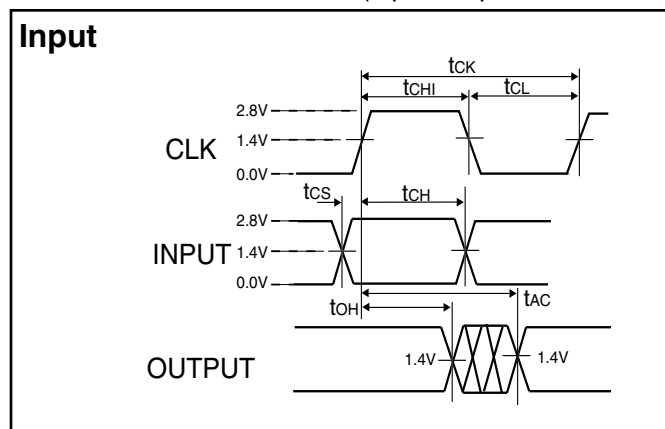 Input
tCK
tCHI
tCL
2.8V
CLK
1.4V
0.0V
tCS
tCH
2.8V
INPUT
1.4V
0.0V
tAC
tOH
1.4V
1.4V
OUTPUT